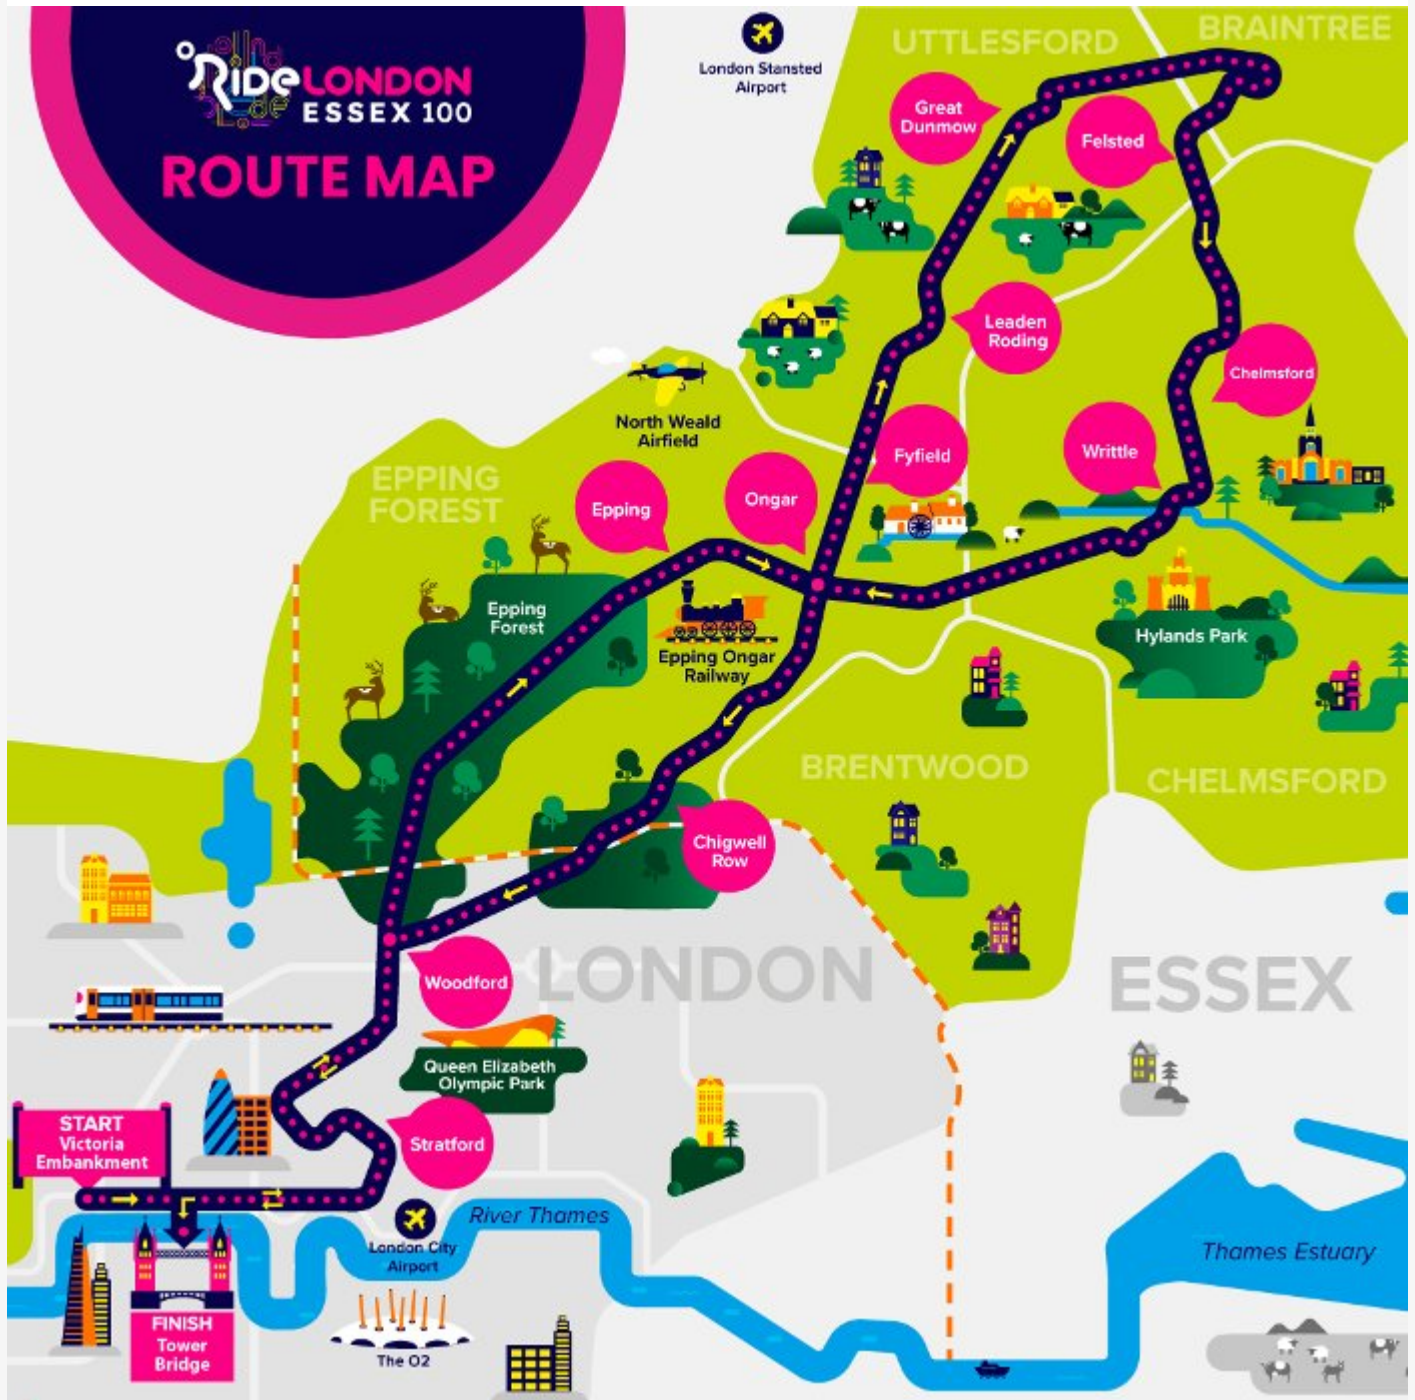 RIDE LONDON
ESSEX 100
ROUTE MAP
London Stansted
Airport
UTTLESFORD
BRAINTREE
Great
Dunmow
Felsted
Leaden
Roding
Chelmsford
North Weald
Airfield
Fyfield
Writtle
EPPING
FOREST
Epping
Ongar
Epping
Forest
Epping Ongar
Railway
Hylands Park
BRENTWOOD
CHELMSFORD
Chigwell
Row
Woodford
LONDON
ESSEX
Queen Elizabeth
Olympic Park
START
Victoria
Embankment
Stratford
River Thames
London City
Airport
Thames Estuary
FINISH
Tower
Bridge
The O2